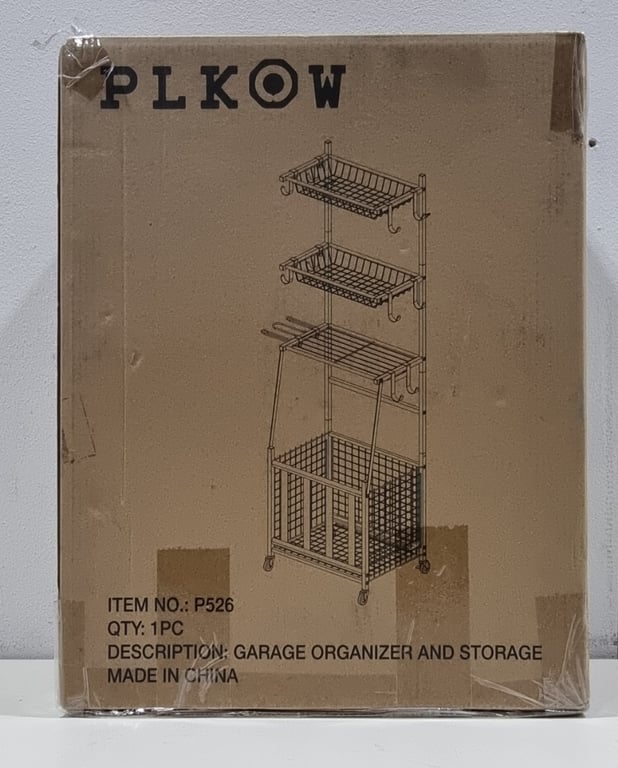 PLKOW
ITEM NO.: P526
QTY: 1PC
DESCRIPTION: GARAGE ORGANIZER AND STORAGE
MADE IN CHINA